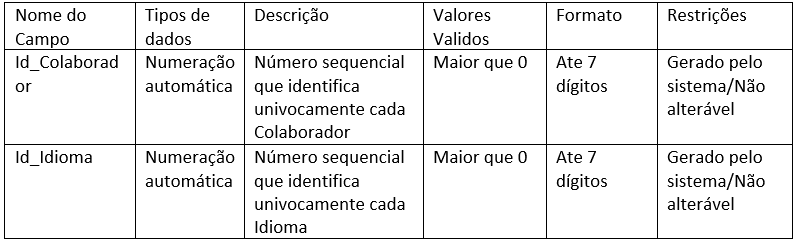 Nome do Campo
Tipos de dados
Descrição
Valores Validos
Formato
Restrições
Id_Colaborad
or
Numeração
automática
Número sequencial
que identifica
univocamente cada
Colaborador
Maior que 0
Ate 7
dígitos
Gerado pelo
sistema/Não
alterável
Id_Idioma
Numeração
automática
Número sequencial
que identifica
univocamente cada
Idioma
Maior que 0
Ate 7
dígitos
Gerado pelo
sistema/Não
alterável